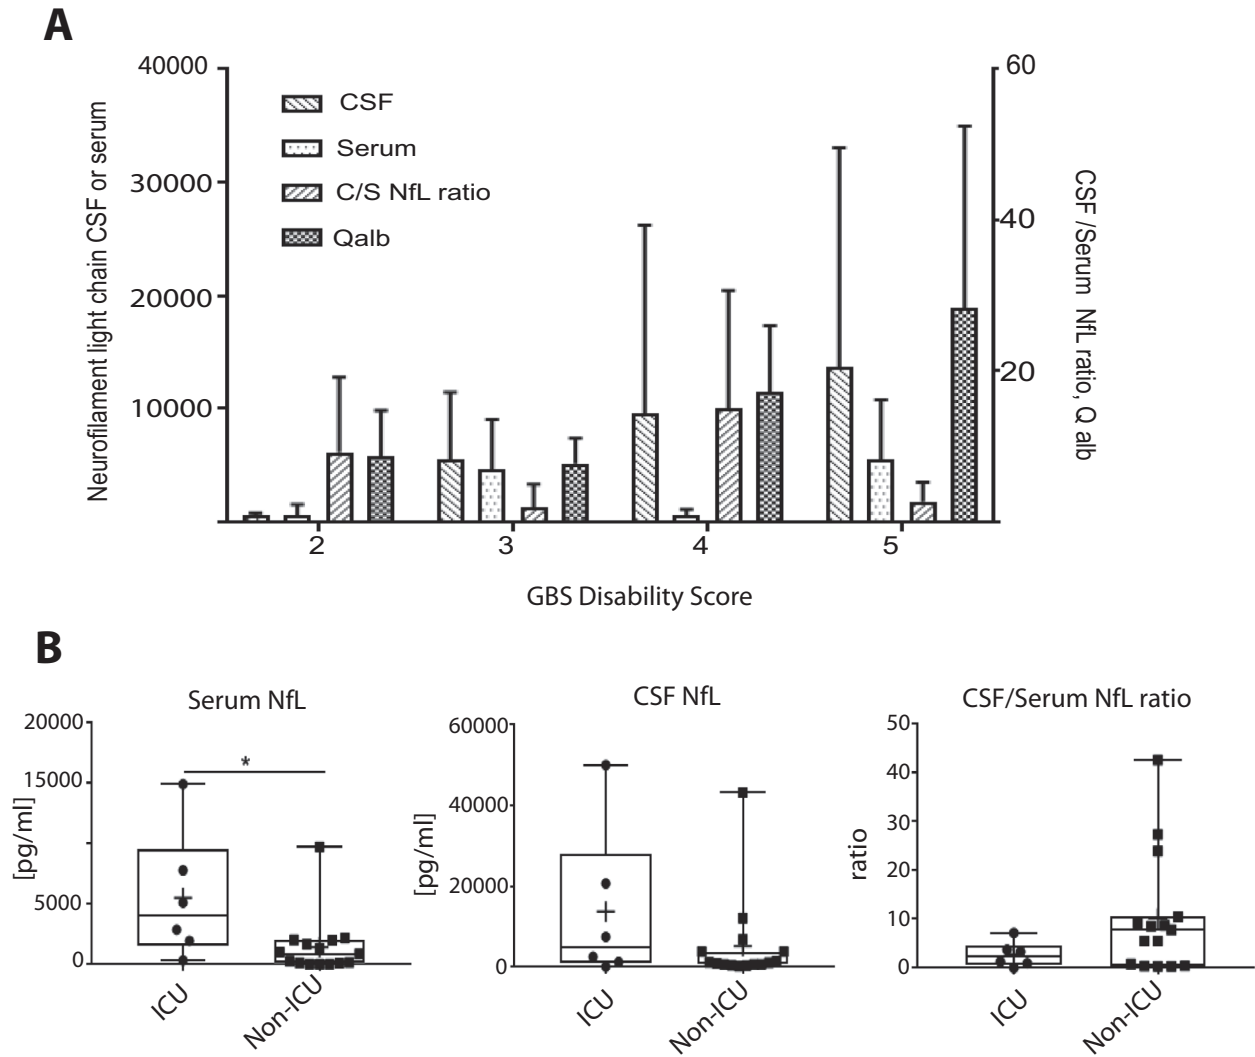 A
Neurofilament light chain CSF or serum
40000
30000
20000
10000
CSF
Serum
C/S NfL ratio
Qalb
60
40
20
CSF /Serum NfL ratio, Q alb
2 3 4 5
GBS Disability Score
B
Serum NfL
[pg/ml]
20000
15000
5000
0
*
ICU
Non-ICU
CSF NfL
[pg/ml]
60000
40000
20000
0
ICU
Non-ICU
CSF/Serum NfL ratio
ratio
50
40
30
20
10
0
ICU
Non-ICU